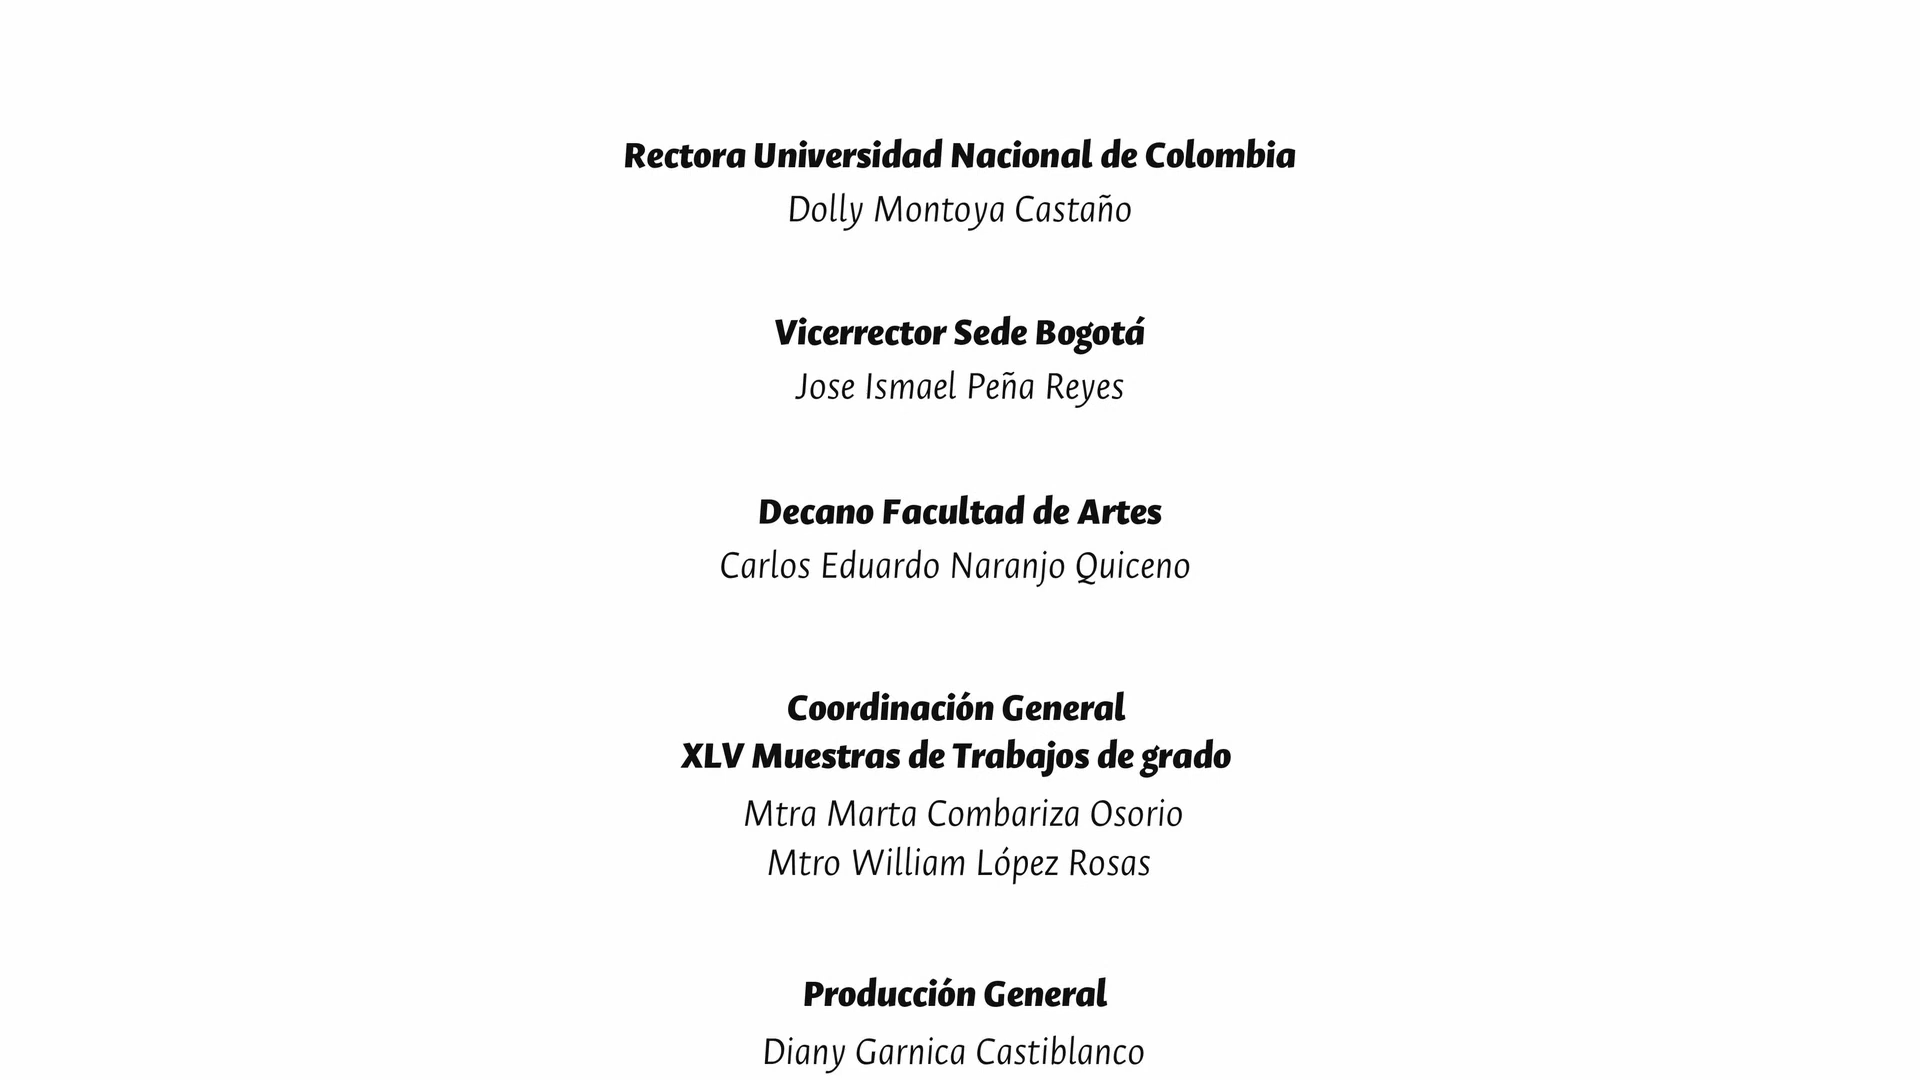 Rectora Universidad Nacional de Colombia
Dolly Montoya Castaño
Vicerrector Sede Bogotá
Jose Ismael Peña Reyes
Decano Facultad de Artes
Carlos Eduardo Naranjo Quiceno
Coordinación General
XLV Muestras de Trabajos de grado
Mtra Marta Combariza Osorio
Mtro William López Rosas
Producción General
Diany Garnica Castiblanco